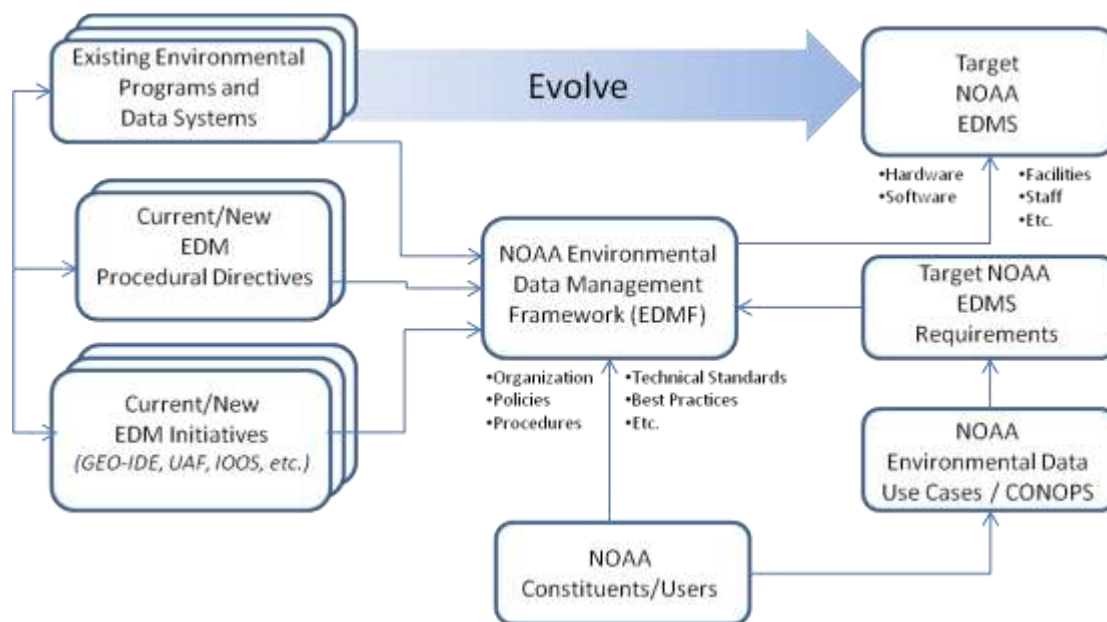 Existing Environmental
Programs and
Data Systems
Evolve
Target
NOAA
EDMS
•Hardware
•Software
•Facilities
•Staff
•Etc.
Current/New
EDM
Procedural Directives
NOAA Environmental
Data Management
Framework (EDMF)
Target NOAA
EDMS
Requirements
•Organization
•Policies
•Procedures
•Technical Standards
•Best Practices
•Etc.
Current/New
EDM Initiatives
(GEO-IDE, UAF, IOOS, etc.)
NOAA
Environmental Data
Use Cases / CONOPS
NOAA
Constituents/Users